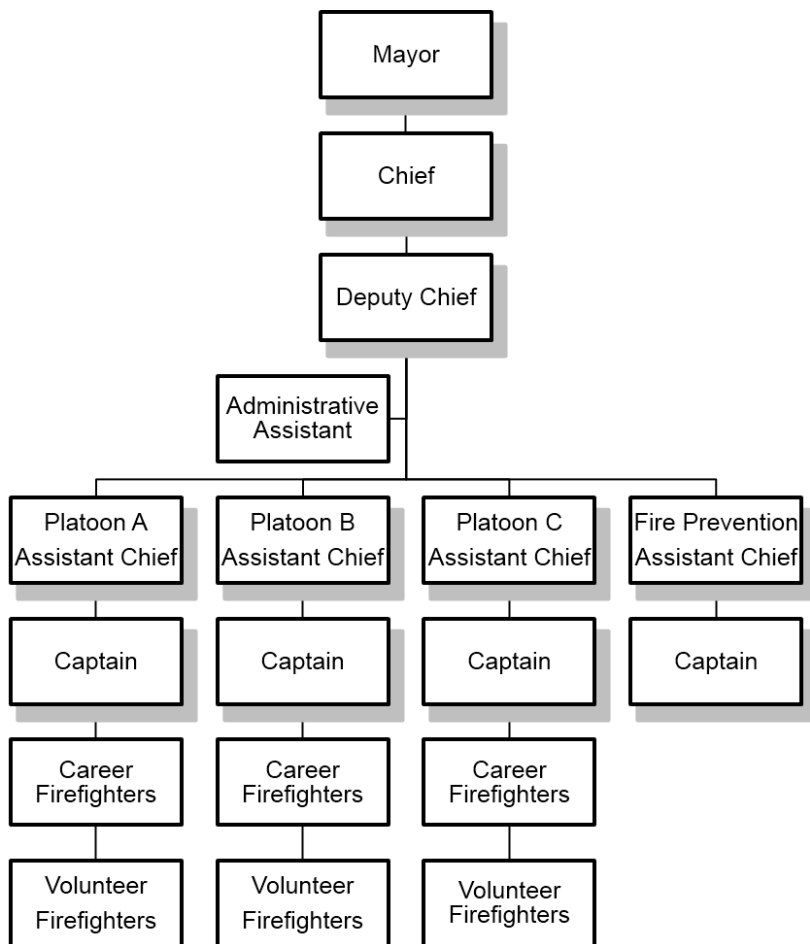 Mayor
Chief
Deputy Chief
Administrative
Assistant
Platoon A
Assistant Chief
Platoon B
Assistant Chief
Platoon C
Assistant Chief
Fire Prevention
Assistant Chief
Captain
Captain
Captain
Captain
Career
Firefighters
Career
Firefighters
Career
Firefighters
Volunteer
Firefighters
Volunteer
Firefighters
Volunteer
Firefighters